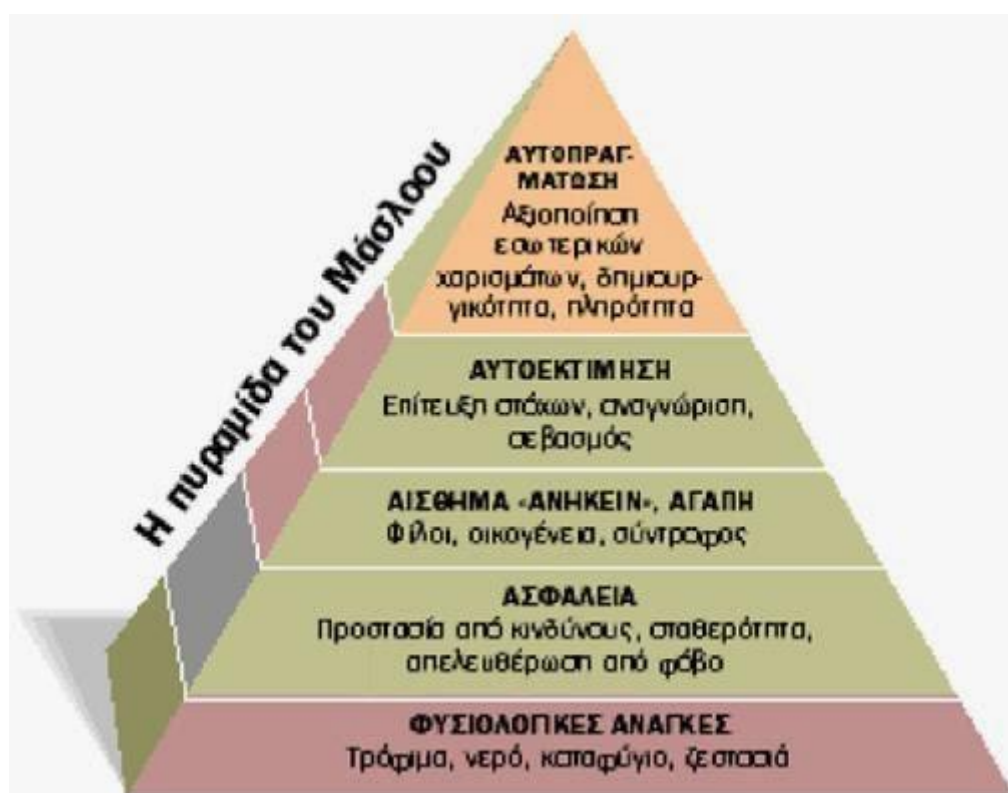 Η πυραμίδα του Μάσλοου
ΑΥΤΟΠΡΑΓ-
ΜΑΤΩΣΗ
Αξιοποίηση
εσωτερικών
χαρισμάτων, δημιουρ-
γικότητα, πληρότητα
ΑΥΤΟΕΚΤΙΜΗΣΗ
Επίτευξη στόχων, αναγνώριση,
σεβασμός
ΑΙΣΘΗΜΑ «ΑΝΗΚΕΙΝ», ΑΓΑΠΗ
Φίλοι, οικογένεια, σύντροφος
ΑΣΦΑΛΕΙΑ
Προστασία από κινδύνους, σταθερότητα,
απελευθέρωση από φόβο
ΦΥΣΙΟΛΟΓΙΚΕΣ ΑΝΑΓΚΕΣ
Τρόφιμα, νερό, καταφύγιο, ζεστασιά